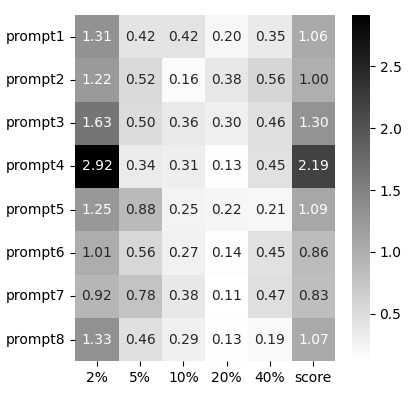 prompt1 1.31 0.42 0.42 0.20 0.35 1.06
prompt2 1.22 0.52 0.16 0.38 0.56 1.00
prompt3 1.63 0.50 0.36 0.30 0.46 1.30
prompt4 2.92 0.34 0.31 0.13 0.45 2.19
prompt5 1.25 0.88 0.25 0.22 0.21 1.09
prompt6 1.01 0.56 0.27 0.14 0.45 0.86
prompt7 0.92 0.78 0.38 0.11 0.47 0.83
prompt8 1.33 0.46 0.29 0.13 0.19 1.07
2% 5% 10% 20% 40% score
2.5
2.0
1.5
1.0
0.5